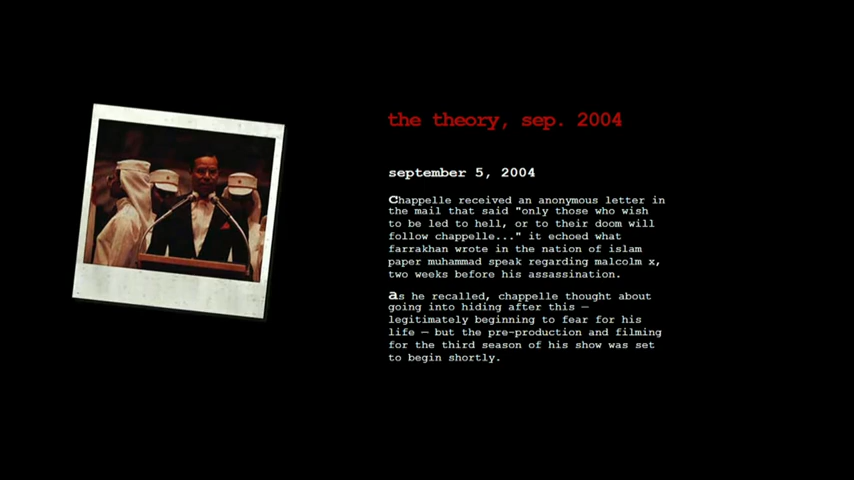 the theory, sep. 2004
september 5, 2004
Chappelle received an anonymous letter in
the mail that said "only those who wish
to be led to hell, or to their doom will
follow chappelle..." it echoed what
farrakhan wrote in the nation of islam
paper muhammad speak regarding malcolm x,
two weeks before his assassination.
as he recalled, chappelle thought about
going into hiding after this —
legitimately beginning to fear for his
life — but the pre-production and filming
for the third season of his show was set
to begin shortly.